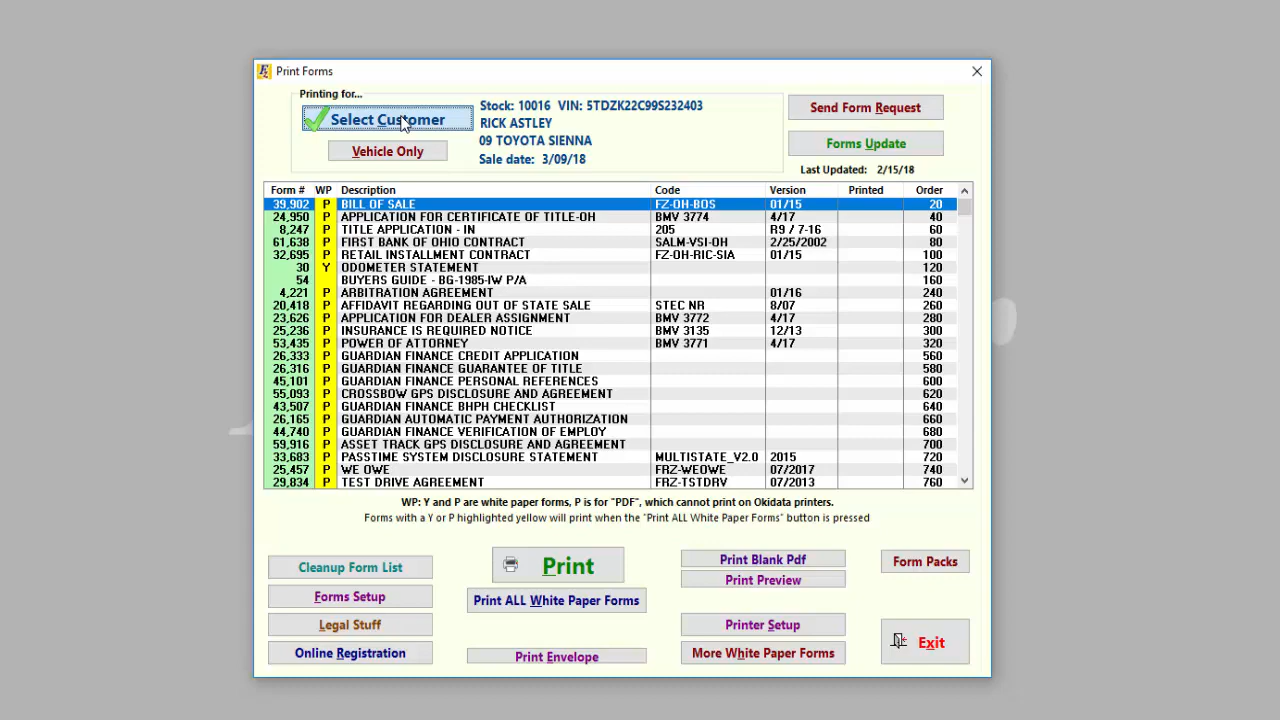 Print Forms
Printing for...
Select Customer
Vehicle Only
Stock: 10016 VIN: 5TDZK22C99S232403
RICK ASTLEY
09 TOYOTA SIENNA
Sale date: 3/09/18
Send Form Request
Forms Update
Last Updated: 2/15/18
Form # WP Description Code Version Printed Order
39,902 P BILL OF SALE FZ-OH-BOS 01/15 20
24,950 P APPLICATION FOR CERTIFICATE OF TITLE-OH BMV 3774 4/17 40
8,247 P TITLE APPLICATION - IN 205 R9 / 7-16 60
61,638 P FIRST BANK OF OHIO CONTRACT SALM-VSI-OH 2/25/2002 80
32,695 P RETAIL INSTALLMENT CONTRACT FZ-OH-RIC-SIA 01/15 100
30 Y ODOMETER STATEMENT 120
54 BUYERS GUIDE - BG-1985-IW P/A 160
4,221 P ARBITRATION AGREEMENT 01/16 240
20,418 P AFFIDAVIT REGARDING OUT OF STATE SALE STEC NR 8/07 260
23,626 P APPLICATION FOR DEALER ASSIGNMENT BMV 3772 4/17 280
25,236 P INSURANCE IS REQUIRED NOTICE BMV 3135 12/13 300
53,435 P POWER OF ATTORNEY BMV 3771 4/17 320
26,333 P GUARDIAN FINANCE CREDIT APPLICATION 560
26,316 P GUARDIAN FINANCE GUARANTEE OF TITLE 580
45,101 P GUARDIAN FINANCE PERSONAL REFERENCES 600
55,093 P CROSSBOW GPS DISCLOSURE AND AGREEMENT 620
43,507 P GUARDIAN FINANCE BHPH CHECKLIST 640
26,165 P GUARDIAN AUTOMATIC PAYMENT AUTHORIZATION 660
44,740 P GUARDIAN FINANCE VERIFICATION OF EMPLOY 680
59,916 P ASSET TRACK GPS DISCLOSURE AND AGREEMENT 700
33,683 P PASSTIME SYSTEM DISCLOSURE STATEMENT MULTISTATE_V2.0 2015 720
25,457 P WE OWE FRZ-WEOWE 07/2017 740
29,834 P TEST DRIVE AGREEMENT FRZ-TSTDRV 07/2013 760
WP: Y and P are white paper forms, P is for "PDF", which cannot print on Okidata printers.
Forms with a Y or P highlighted yellow will print when the "Print ALL White Paper Forms" button is pressed
Cleanup Form List
Forms Setup
Legal Stuff
Online Registration
Print
Print ALL White Paper Forms
Print Envelope
Print Blank Pdf
Print Preview
Printer Setup
More White Paper Forms
Form Packs
Exit